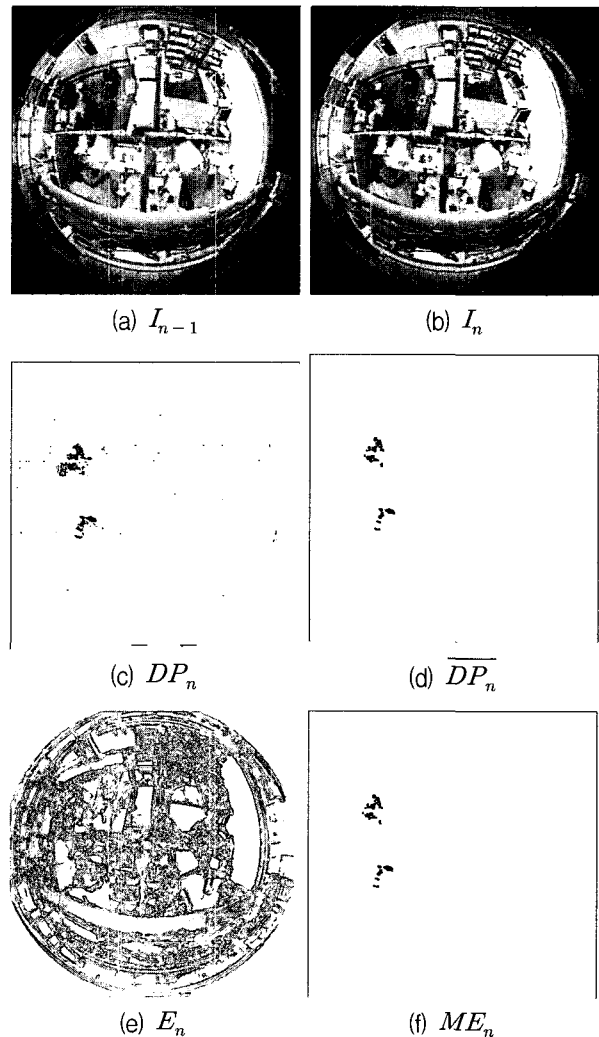 (a) I_{n-1}
(b) I_n
(c) DP_n
(d) \overline{DP_n}
(e) E_n
(f) ME_n